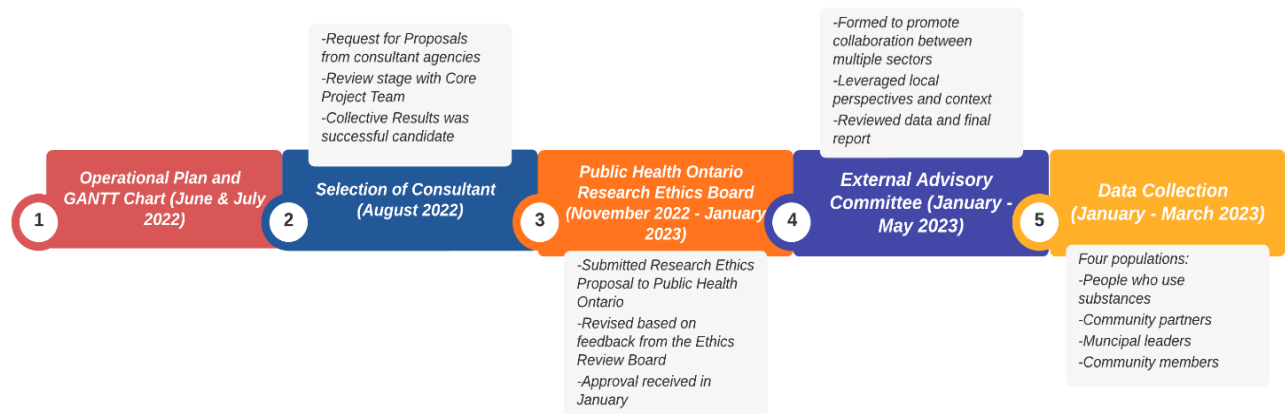 1
Operational Plan and
GANTT Chart (June & July
2022)
-Request for Proposals
from consultant agencies
-Review stage with Core
Project Team
-Collective Results was
successful candidate
2
Selection of Consultant
(August 2022)
3
Public Health Ontario
Research Ethics Board
(November 2022 - January
2023)
-Submitted Research Ethics
Proposal to Public Health
Ontario
-Revised based on
feedback from the Ethics
Review Board
-Approval received in
January
-Formed to promote
collaboration between
multiple sectors
-Leveraged local
perspectives and context
-Reviewed data and final
report
4
External Advisory
Committee (January -
May 2023)
5
Data Collection
(January - March 2023)
Four populations:
-People who use
substances
-Community partners
-Muncipal leaders
-Community members